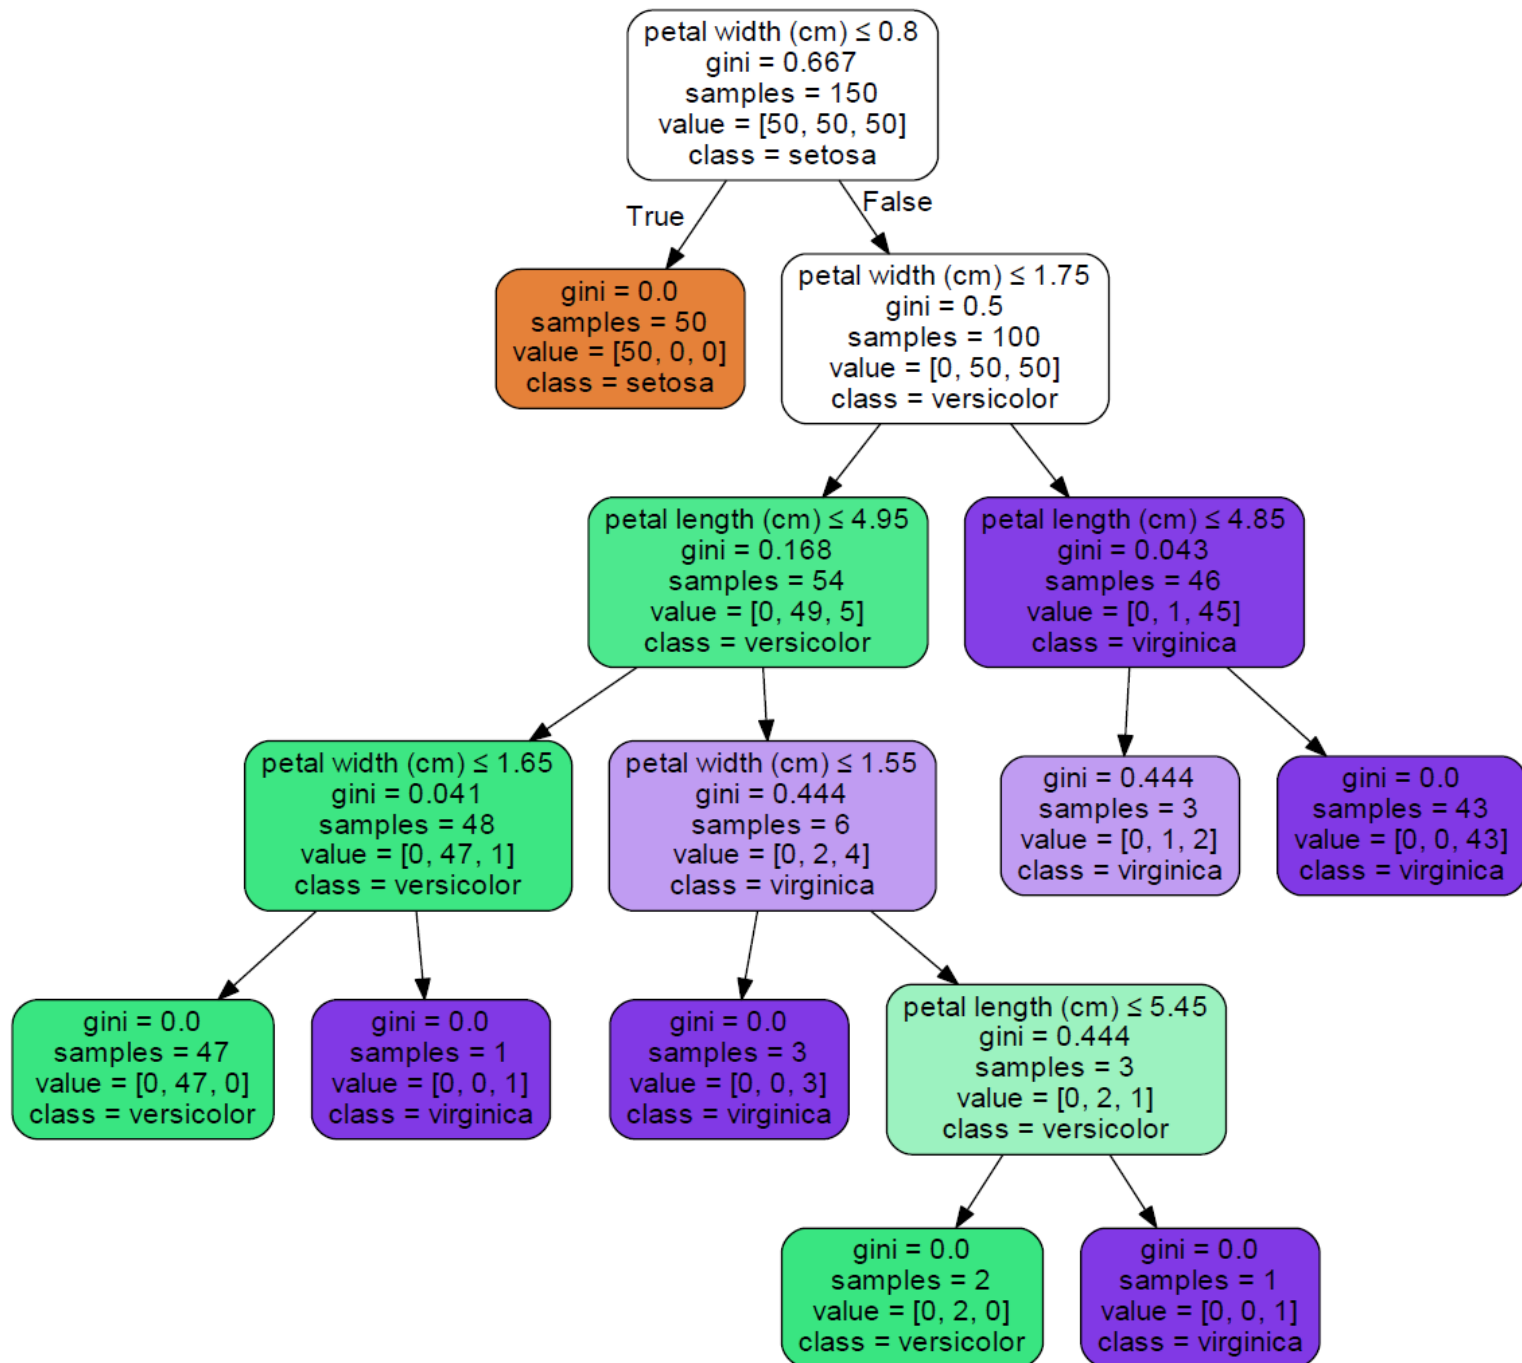 petal width (cm) ≤ 0.8
gini = 0.667
samples = 150
value = [50, 50, 50]
class = setosa
True
False
gini = 0.0
samples = 50
value = [50, 0, 0]
class = setosa
petal width (cm) ≤ 1.75
gini = 0.5
samples = 100
value = [0, 50, 50]
class = versicolor
petal length (cm) ≤ 4.95
gini = 0.168
samples = 54
value = [0, 49, 5]
class = versicolor
petal length (cm) ≤ 4.85
gini = 0.043
samples = 46
value = [0, 1, 45]
class = virginica
petal width (cm) ≤ 1.65
gini = 0.041
samples = 48
value = [0, 47, 1]
class = versicolor
petal width (cm) ≤ 1.55
gini = 0.444
samples = 6
value = [0, 2, 4]
class = virginica
gini = 0.444
samples = 3
value = [0, 1, 2]
class = virginica
gini = 0.0
samples = 43
value = [0, 0, 43]
class = virginica
gini = 0.0
samples = 47
value = [0, 47, 0]
class = versicolor
gini = 0.0
samples = 1
value = [0, 0, 1]
class = virginica
gini = 0.0
samples = 3
value = [0, 0, 3]
class = virginica
petal length (cm) ≤ 5.45
gini = 0.444
samples = 3
value = [0, 2, 1]
class = versicolor
gini = 0.0
samples = 2
value = [0, 2, 0]
class = versicolor
gini = 0.0
samples = 1
value = [0, 0, 1]
class = virginica